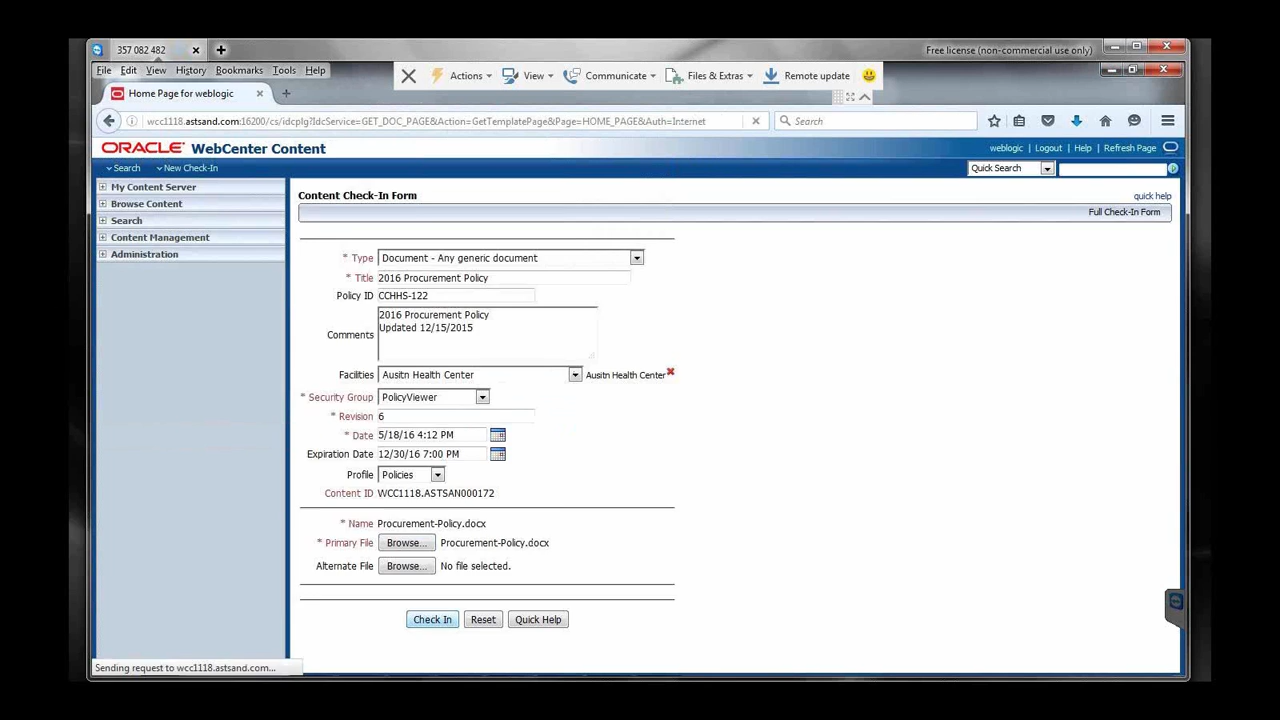 357 082 482
Free license (non-commercial use only)
File Edit View History Bookmarks Tools Help
Actions View Communicate Files & Extras Remote update
Home Page for weblogic
wcc1118.astsand.com:16200/cs/idcplg?IdcService=GET_DOC_PAGE&Action=GetTemplatePage&Page=HOME_PAGE&Auth=Internet
Search
ORACLE WebCenter Content
weblogic Logout Help Refresh Page
Search New Check-In
Quick Search
My Content Server
Browse Content
Search
Content Management
Administration
Content Check-In Form
quick help
Full Check-In Form
* Type Document - Any generic document
* Title 2016 Procurement Policy
Policy ID CCHHS-122
Comments 2016 Procurement Policy
Updated 12/15/2015
Facilities Ausitn Health Center Ausitn Health Center
* Security Group PolicyViewer
* Revision 6
* Date 5/18/16 4:12 PM
Expiration Date 12/30/16 7:00 PM
Profile Policies
Content ID WCC1118.ASTSAN000172
* Name Procurement-Policy.docx
* Primary File Browse... Procurement-Policy.docx
Alternate File Browse... No file selected.
Check In Reset Quick Help
Sending request to wcc1118.astsand.com...